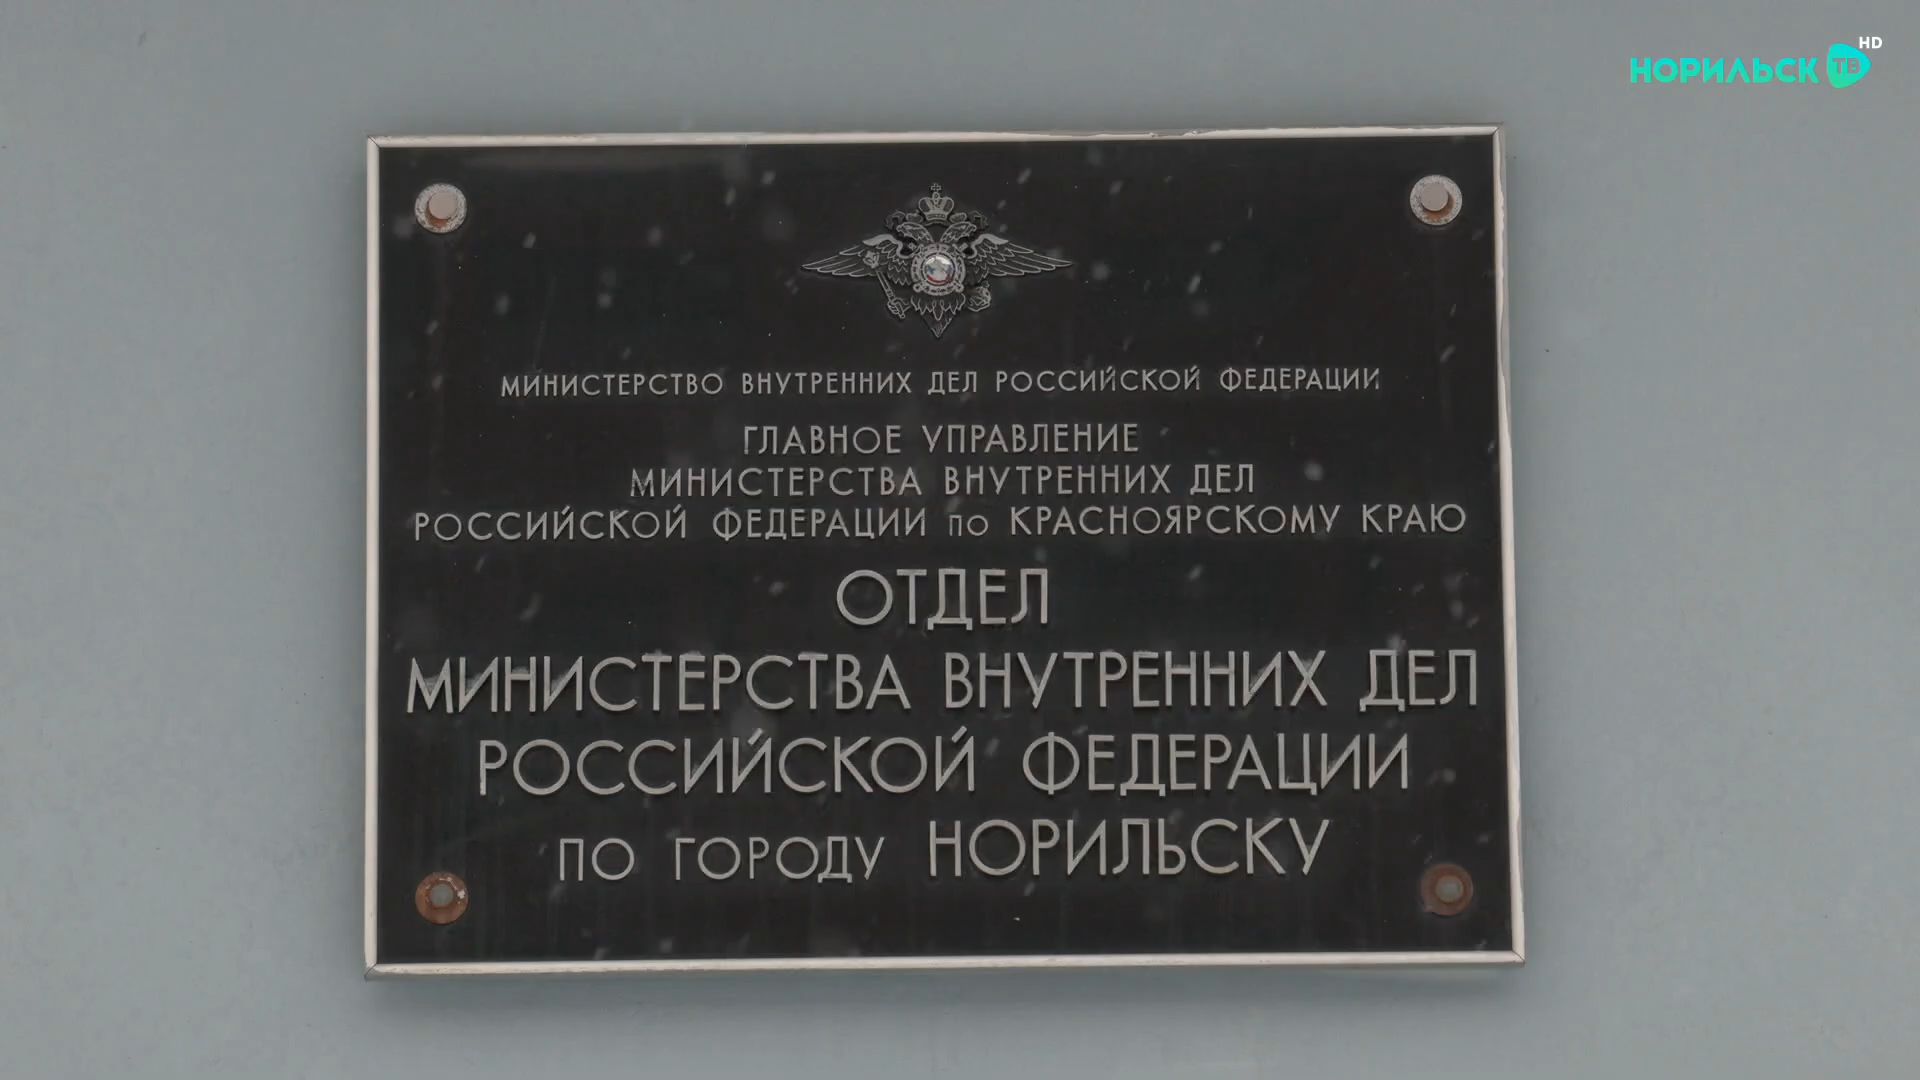 НОРИЛЬСК ТВ HD
МИНИСТЕРСТВО ВНУТРЕННИХ ДЕЛ РОССИЙСКОЙ ФЕДЕРАЦИИ
ГЛАВНОЕ УПРАВЛЕНИЕ
МИНИСТЕРСТВА ВНУТРЕННИХ ДЕЛ
РОССИЙСКОЙ ФЕДЕРАЦИИ по КРАСНОЯРСКОМУ КРАЮ
ОТДЕЛ
МИНИСТЕРСТВА ВНУТРЕННИХ ДЕЛ
РОССИЙСКОЙ ФЕДЕРАЦИИ
ПО ГОРОДУ НОРИЛЬСКУ